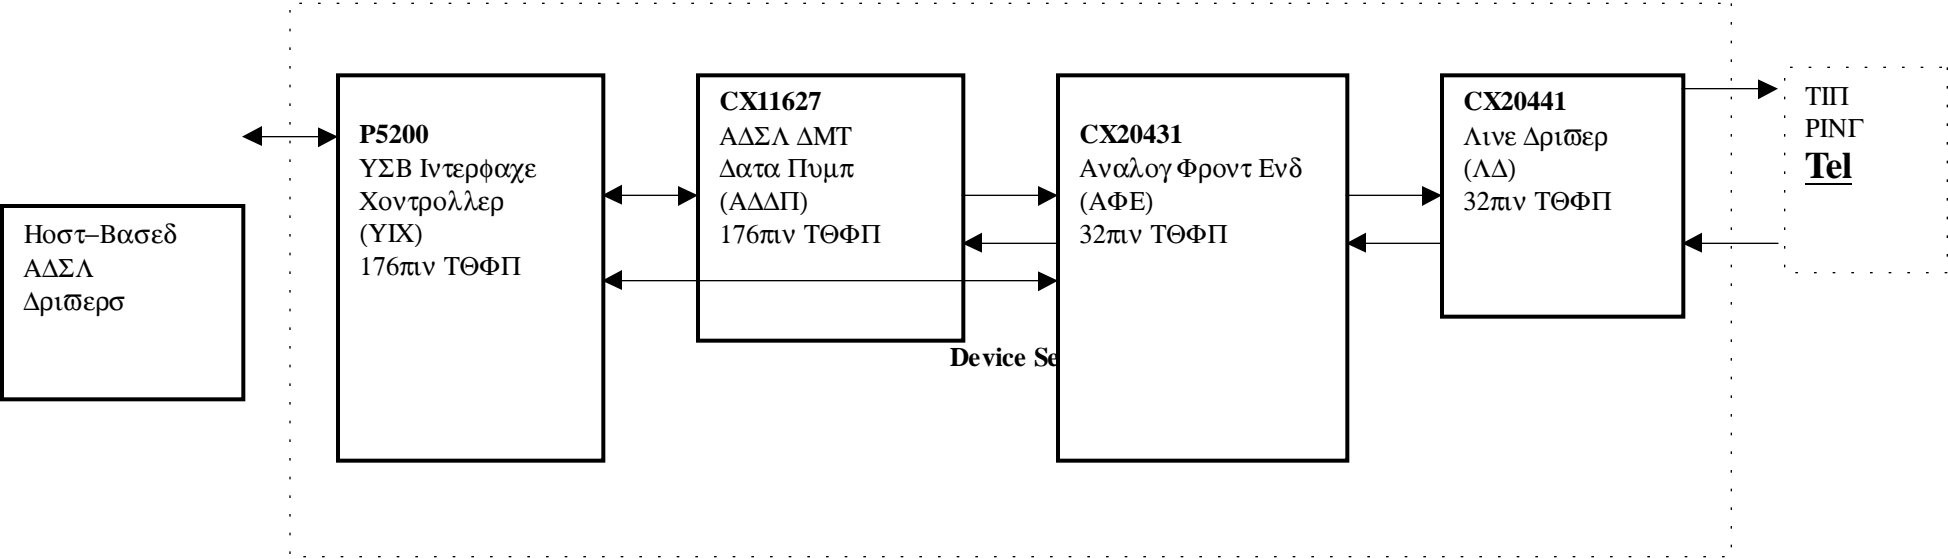 Ηοστ–Βασεδ
ΑΔΣΛ
Δριϖερσ
P5200
ΥΣΒ Ιντερφαχε
Χοντρολλερ
(ΥΙΧ)
176πιν ΤΘΦΠ
CX11627
ΑΔΣΛ ΔΜΤ
Δατα Πυμπ
(ΑΔΔΠ)
176πιν ΤΘΦΠ
Device Se
CX20431
Αναλογ Φροντ Ενδ
(ΑΦΕ)
32πιν ΤΘΦΠ
CX20441
Λινε Δριϖερ
(ΛΔ)
32πιν ΤΘΦΠ
ΤΙΠ
ΡΙΝΓ
Tel